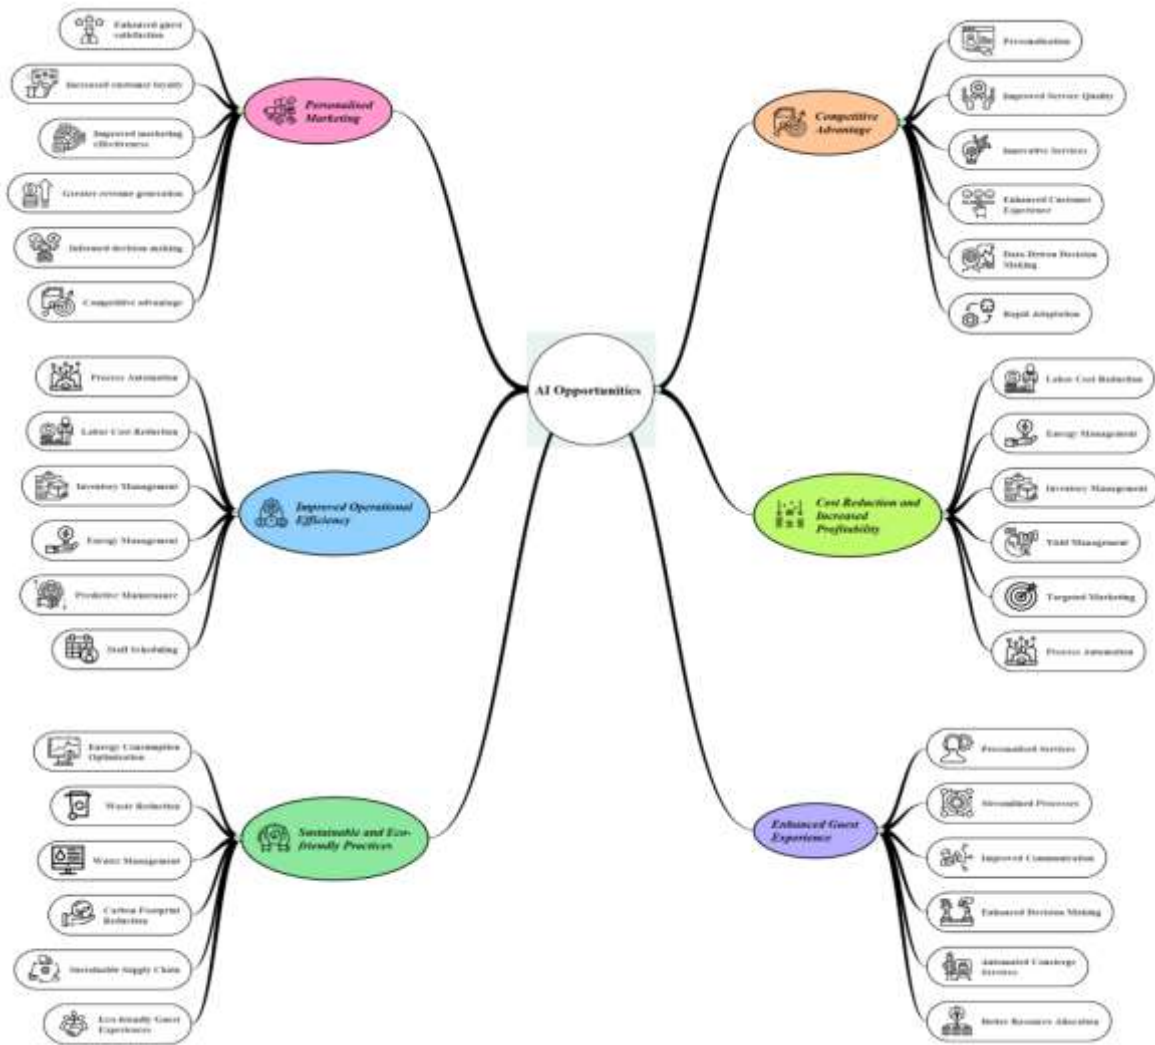 Enhanced guest
satisfaction
Increased customer loyalty
Improved marketing
effectiveness
Greater revenue generation
Informed decision making
Competitive advantage
Personalised
Marketing
Process Automation
Labor Cost Reduction
Inventory Management
Energy Management
Predictive Maintenance
Staff Scheduling
Improved Operational
Efficiency
Energy Consumption
Optimization
Waste Reduction
Water Management
Carbon Footprint
Reduction
Sustainable Supply Chain
Eco-friendly Guest
Experiences
Sustainable and Eco-
friendly Practices
AI Opportunities
Competitive
Advantage
Personalisation
Improved Service Quality
Innovative Services
Enhanced Customer
Experience
Data-Driven Decision
Making
Rapid Adaptation
Cost Reduction and
Increased
Profitability
Labor Cost Reduction
Energy Management
Inventory Management
Yield Management
Targeted Marketing
Process Automation
Enhanced Guest
Experience
Personalised Services
Streamlined Processes
Improved Communication
Enhanced Decision Making
Automated Concierge
Services
Better Resource Allocating